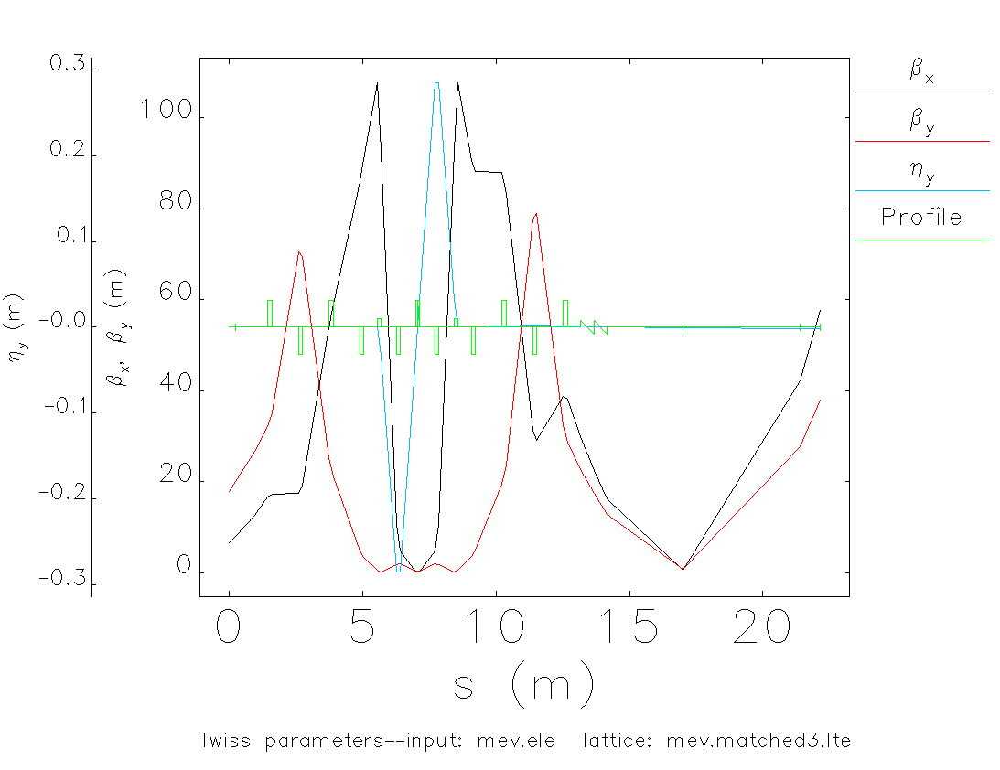 0.3
0.2
0.1
-0.0
-0.1
-0.2
-0.3
ηy (m)
100
80
60
40
20
0
βx, βy (m)
0 5 10 15 20
s (m)
βx
βy
ηy
Profile
Twiss parameters--input: mev.ele lattice: mev.matched3.lte